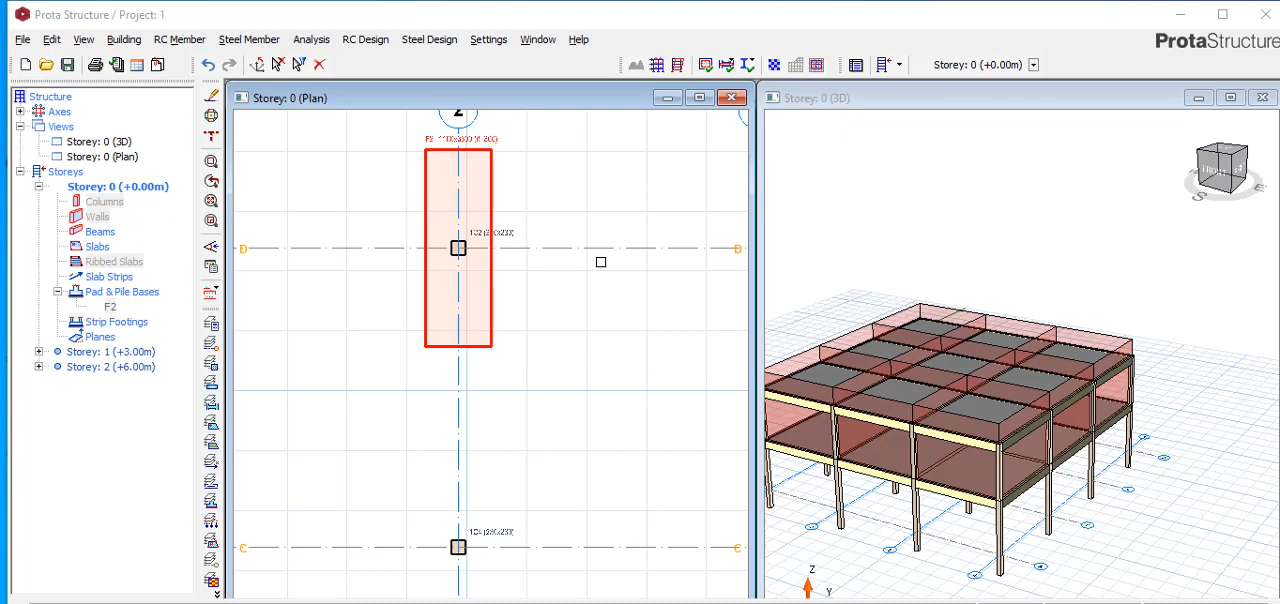 Prota Structure / Project: 1
File Edit View Building RC Member Steel Member Analysis RC Design Steel Design Settings Window Help
ProtaStructure
Storey: 0 (+0.00m)
Structure
Axes
Views
Storey: 0 (3D)
Storey: 0 (Plan)
Storeys
Storey: 0 (+0.00m)
Columns
Walls
Beams
Slabs
Ribbed Slabs
Slab Strips
Pad & Pile Bases
F2
Strip Footings
Planes
Storey: 1 (+3.00m)
Storey: 2 (+6.00m)
Storey: 0 (Plan)
2
D D
C C
Storey: 0 (3D)
FRONT
S E
Z
Y